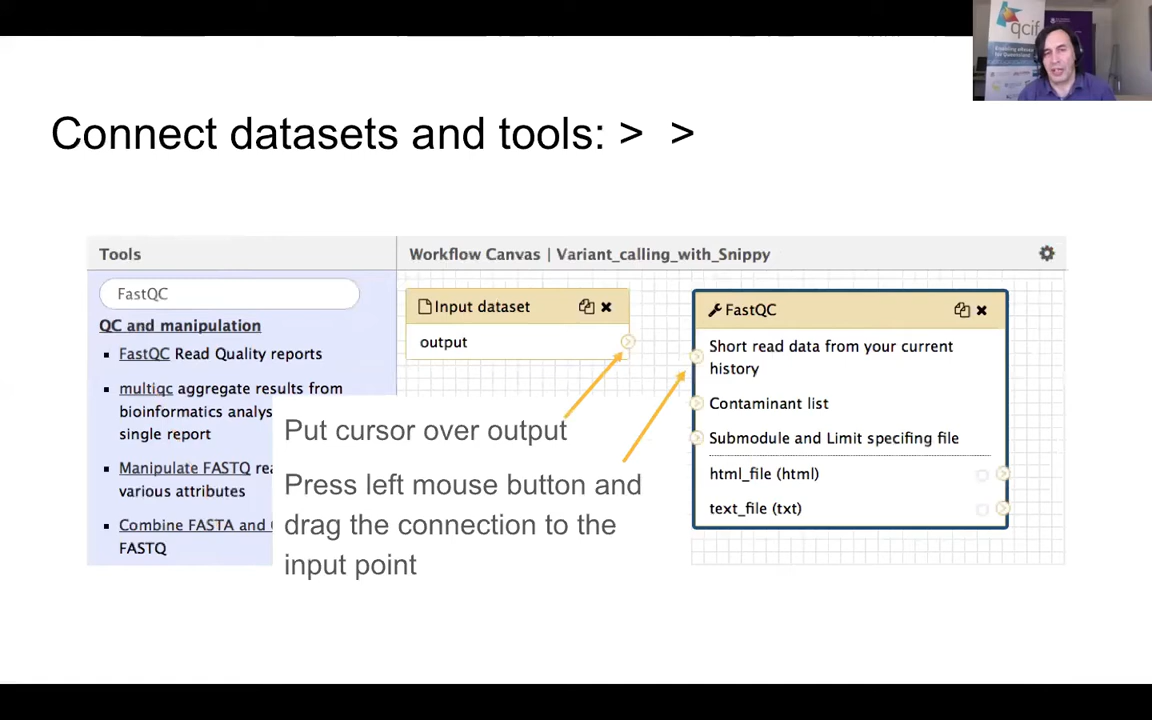 qcif
Connect datasets and tools: > >
Tools
Workflow Canvas | Variant_calling_with_Snippy
FastQC
QC and manipulation
FastQC Read Quality reports
multiqc aggregate results from
bioinformatics analys
single report
Manipulate FASTQ rea
various attributes
Combine FASTA and
FASTQ
Input dataset
output
FastQC
Short read data from your current
history
Contaminant list
Submodule and Limit specifing file
html_file (html)
text_file (txt)
Put cursor over output
Press left mouse button and
drag the connection to the
input point